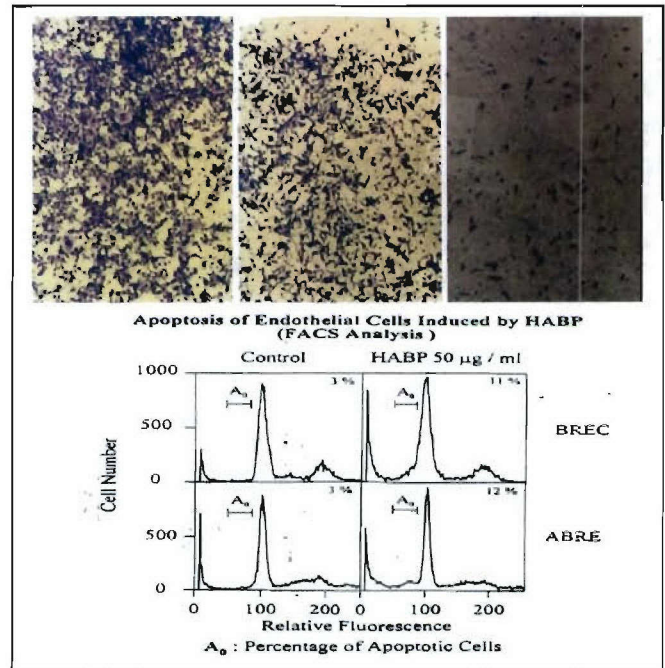 Apoptosis of Endothelial Cells Induced by HABP
(FACS Analysis)
Control HABP 50 μg / ml
1000 A₀ 3 % A₀ 11 %
500 BREC
Cell Number
0 A₀ 3 % A₀ 12 %
500 ABRE
0
0 100 200 0 100 200
Relative Fluorescence
A₀ : Percentage of Apoptotic Cells